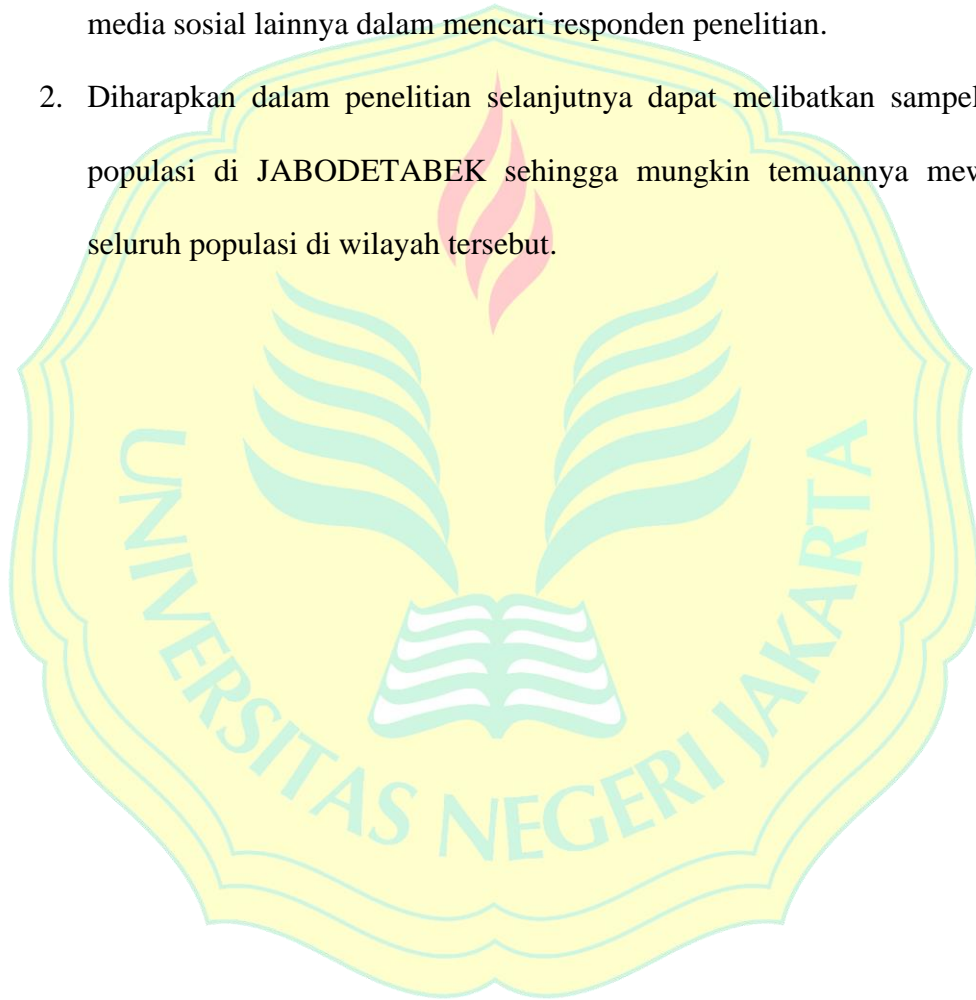 media sosial lainnya dalam mencari responden penelitian.
2. Diharapkan dalam penelitian selanjutnya dapat melibatkan sampel
populasi di JABODETABEK sehingga mungkin temuannya
seluruh populasi di wilayah tersebut.
UNIVERSITAS NEGERI JAKARTA